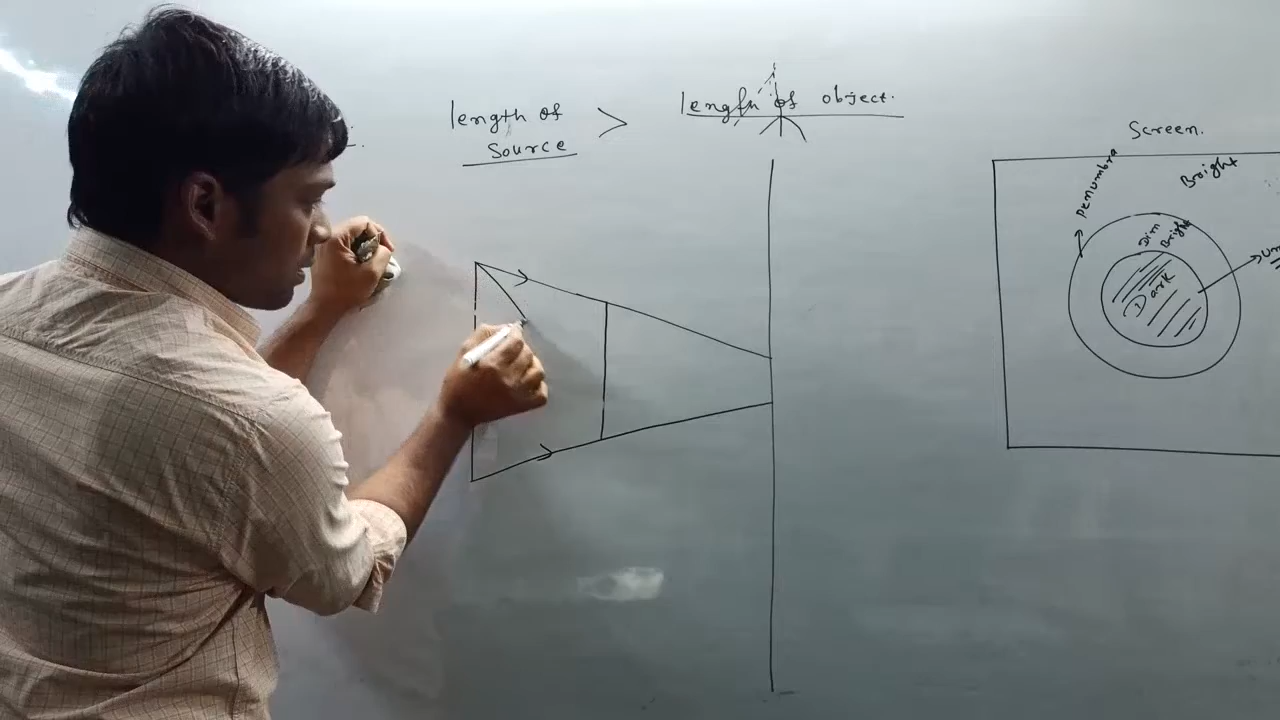 length of
Source
>
length of object.
Screen.
Penumbra
Bright
Dim
Bright
Dark